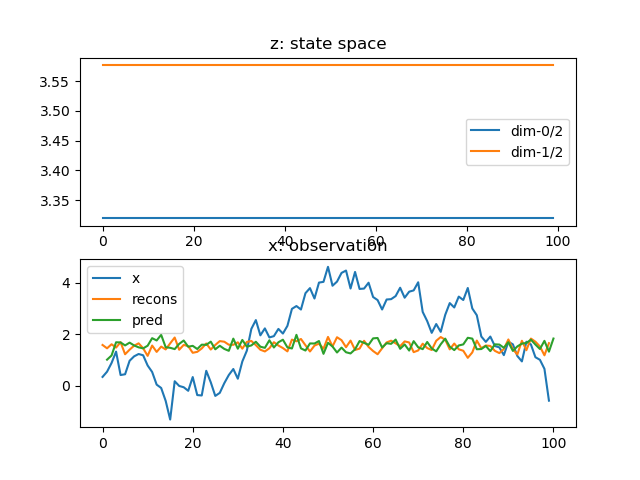 z: state space
3.55
3.50
3.45
3.40
3.35
dim-0/2
dim-1/2
0 20 40 60 80 100
x: observation
4
2
0
x
recons
pred
0 20 40 60 80 100